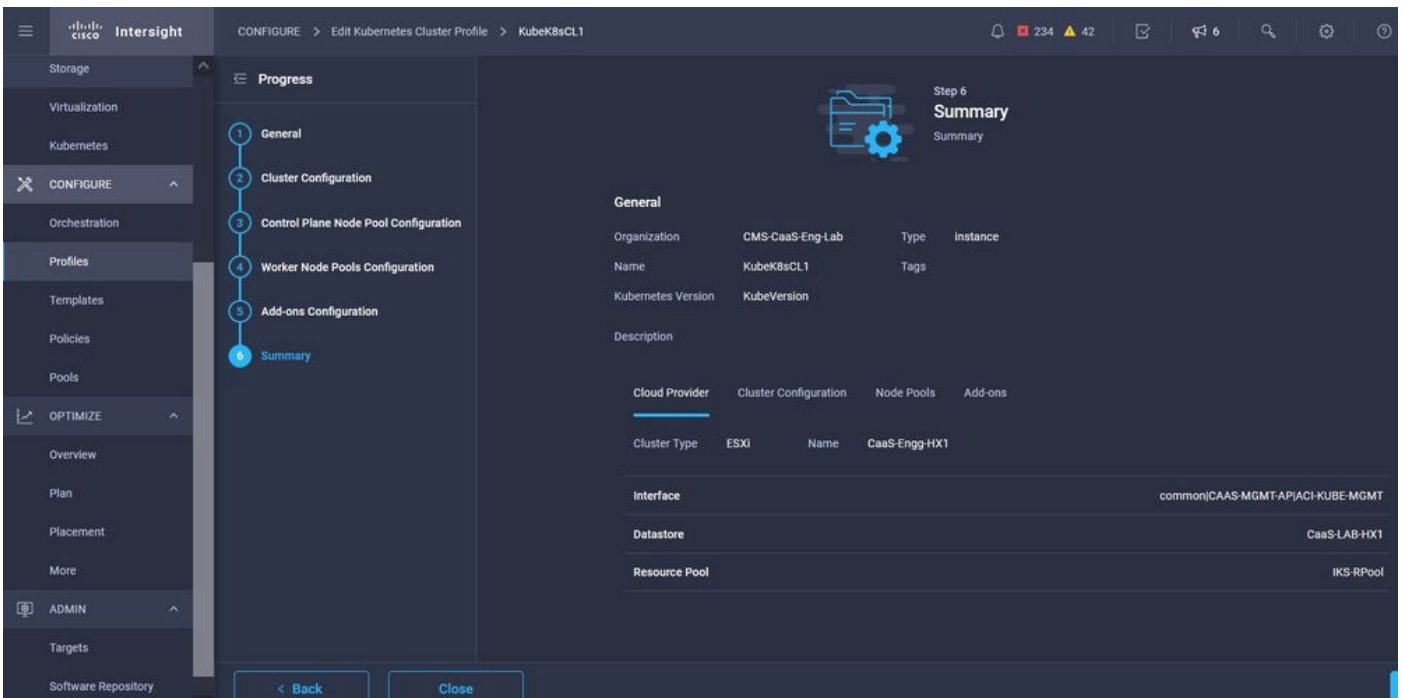 cisco Intersight
CONFIGURE > Edit Kubernetes Cluster Profile > KubeK8sCL1
234 42
6
Storage
Virtualization
Kubernetes
CONFIGURE
Orchestration
Profiles
Templates
Policies
Pools
OPTIMIZE
Overview
Plan
Placement
More
ADMIN
Targets
Software Repository
Progress
1 General
2 Cluster Configuration
3 Control Plane Node Pool Configuration
4 Worker Node Pools Configuration
5 Add-ons Configuration
6 Summary
Step 6
Summary
Summary
General
Organization CMS-CaaS-Eng-Lab Type instance
Name KubeK8sCL1 Tags
Kubernetes Version KubeVersion
Description
Cloud Provider Cluster Configuration Node Pools Add-ons
Cluster Type ESXi Name CaaS-Engg-HX1
Interface common|CAAS-MGMT-AP|ACI-KUBE-MGMT
Datastore CaaS-LAB-HX1
Resource Pool IKS-RPool
< Back Close